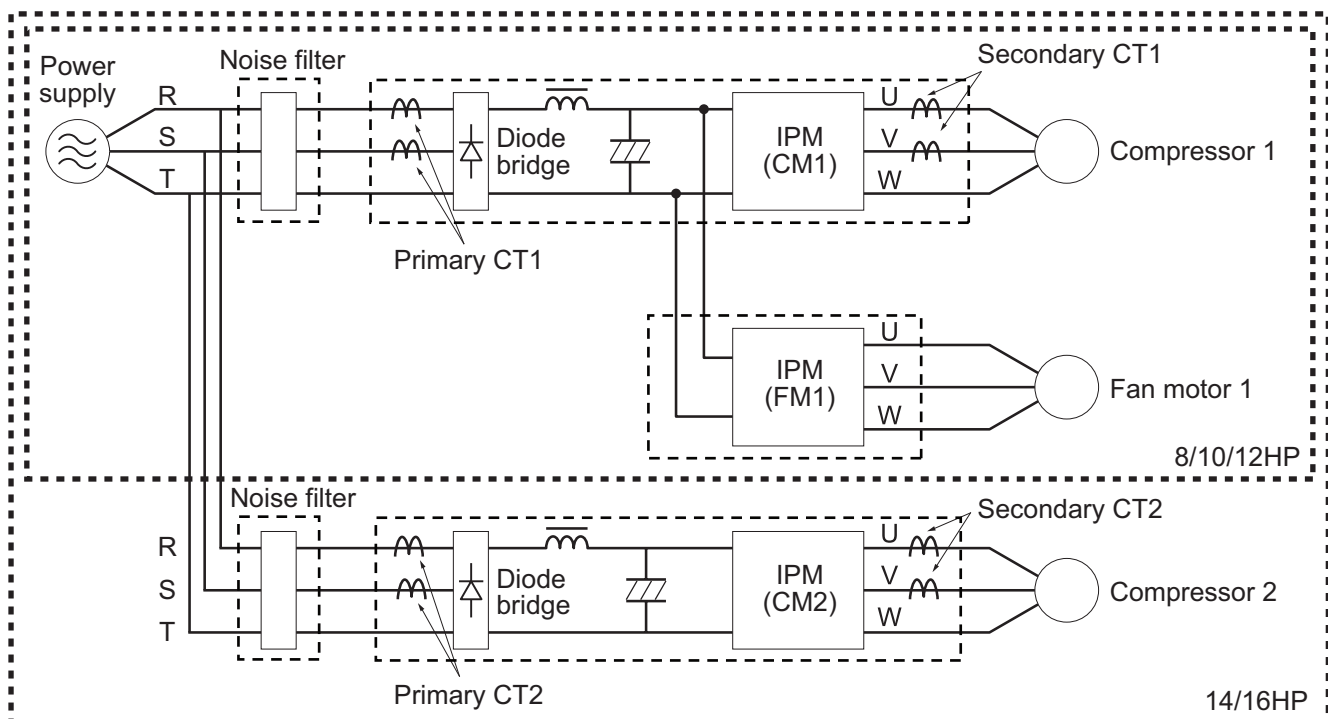 Power
supply
R
S
T
Noise filter
Primary CT1
Diode
bridge
IPM
(CM1)
U
V
W
Secondary CT1
Compressor 1
IPM
(FM1)
U
V
W
Fan motor 1
8/10/12HP
Noise filter
R
S
T
Primary CT2
Diode
bridge
IPM
(CM2)
U
V
W
Secondary CT2
Compressor 2
14/16HP